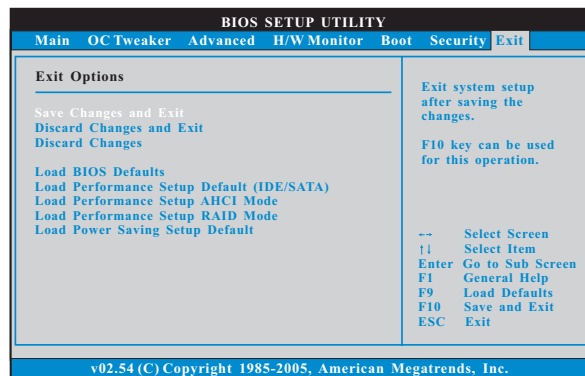 BIOS SETUP UTILITY
Main OC Tweaker Advanced H/W Monitor Boot Security Exit
Exit Options
Save Changes and Exit
Discard Changes and Exit
Discard Changes
Load BIOS Defaults
Load Performance Setup Default (IDE/SATA)
Load Performance Setup AHCI Mode
Load Performance Setup RAID Mode
Load Power Saving Setup Default
Exit system setup
after saving the
changes.
F10 key can be used
for this operation.
←→ Select Screen
↑↓ Select Item
Enter Go to Sub Screen
F1 General Help
F9 Load Defaults
F10 Save and Exit
ESC Exit
v02.54 (C) Copyright 1985-2005, American Megatrends, Inc.